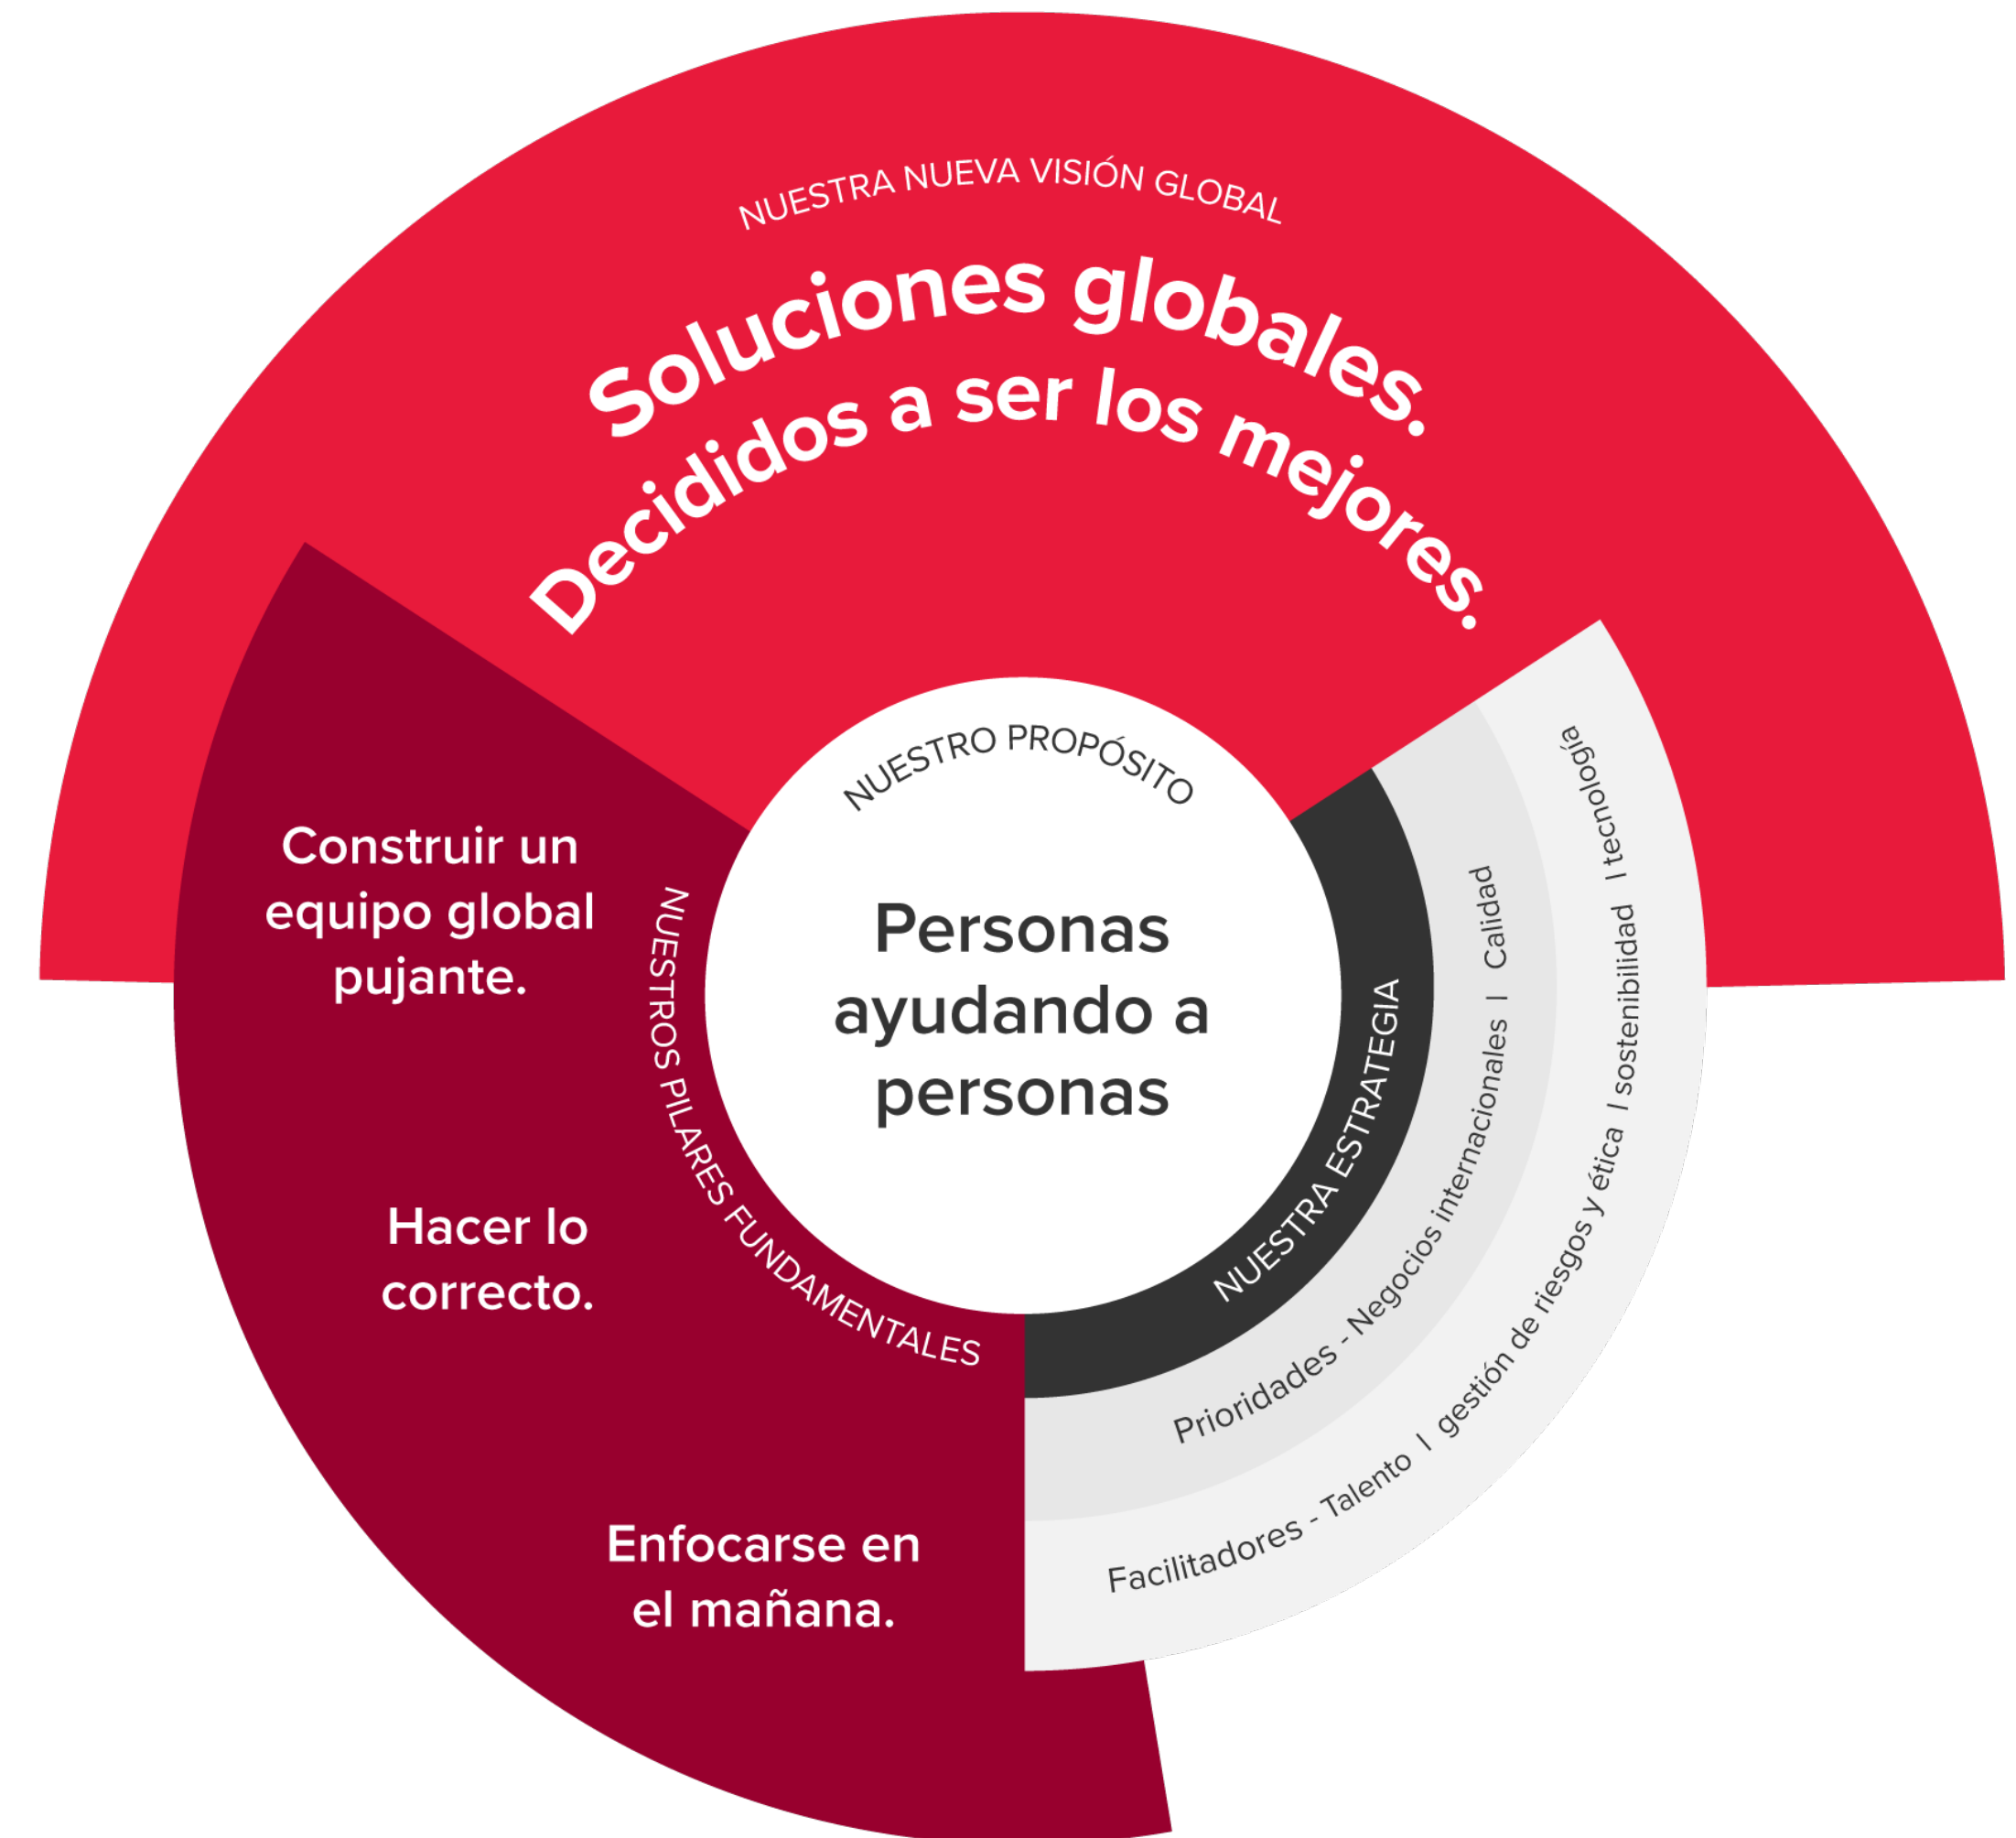 NUESTRA NUEVA VISIÓN GLOBAL
Soluciones globales.
Decididos a ser los mejores.
NUESTRO PROPÓSITO
Personas
ayudando a
personas
NUESTROS PILARES FUNDAMENTALES
Construir un
equipo global
pujante.
Hacer lo
correcto.
Enfocarse en
el mañana.
NUESTRA ESTRATEGIA
Prioridades - Negocios internacionales | Calidad
Facilitadores - Talento | gestión de riesgos y ética | sostenibilidad | tecnología